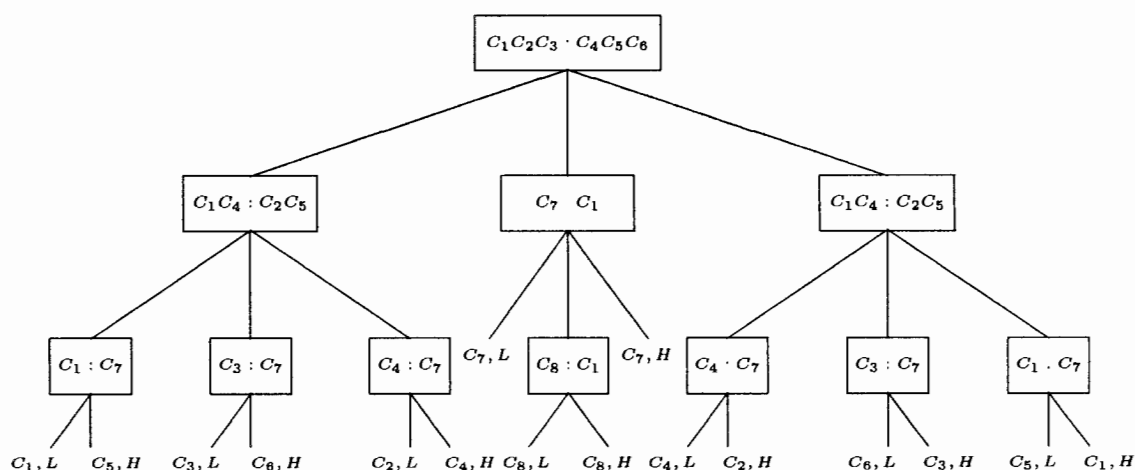 C₁C₂C₃ · C₄C₅C₆
C₁C₄ : C₂C₅ C₇ C₁ C₁C₄ : C₂C₅
C₁ : C₇ C₃ : C₇ C₄ : C₇ C₇, L C₈ : C₁ C₇, H C₄ · C₇ C₃ : C₇ C₁ . C₇
C₁, L C₅, H C₃, L C₆, H C₂, L C₄, H C₈, L C₈, H C₄, L C₂, H C₆, L C₃, H C₅, L C₁, H